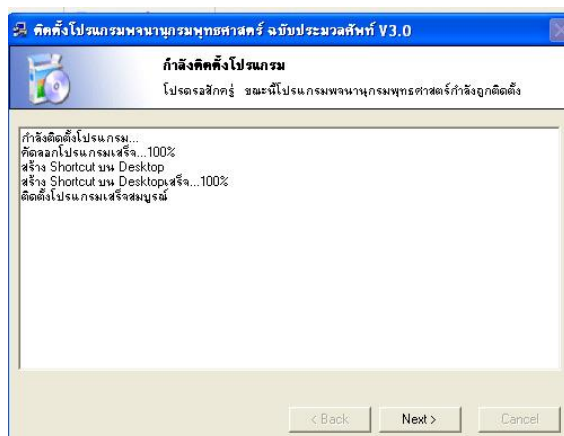 ติดตั้งโปรแกรมพจนานุกรมพุทธศาสตร์ ฉบับประมวลศัพท์ V3.0
กำลังติดตั้งโปรแกรม
โปรดรอสักครู่ ขณะนี้โปรแกรมพจนานุกรมพุทธศาสตร์กำลังถูกติดตั้ง
กำลังติดตั้งโปรแกรม...
คัดลอกโปรแกรมเสร็จ...100%
สร้าง Shortcut บน Desktop
สร้าง Shortcut บน Desktopเสร็จ...100%
ติดตั้งโปรแกรมเสร็จสมบูรณ์
< Back Next > Cancel